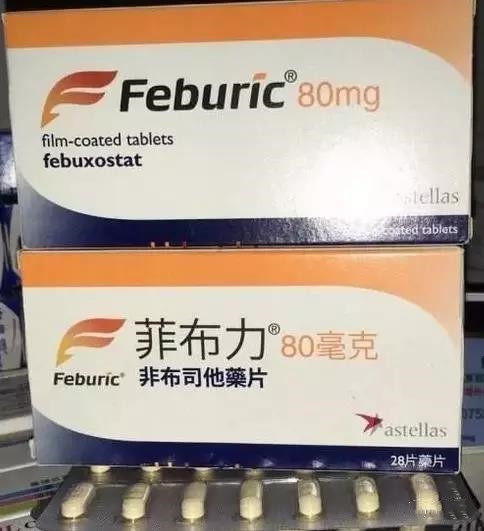 Feburic® 80mg
film-coated tablets
febuxostat
astellas
coated tablets
菲布力® 80毫克
Feburic® 非布司他藥片
astellas
28片藥片